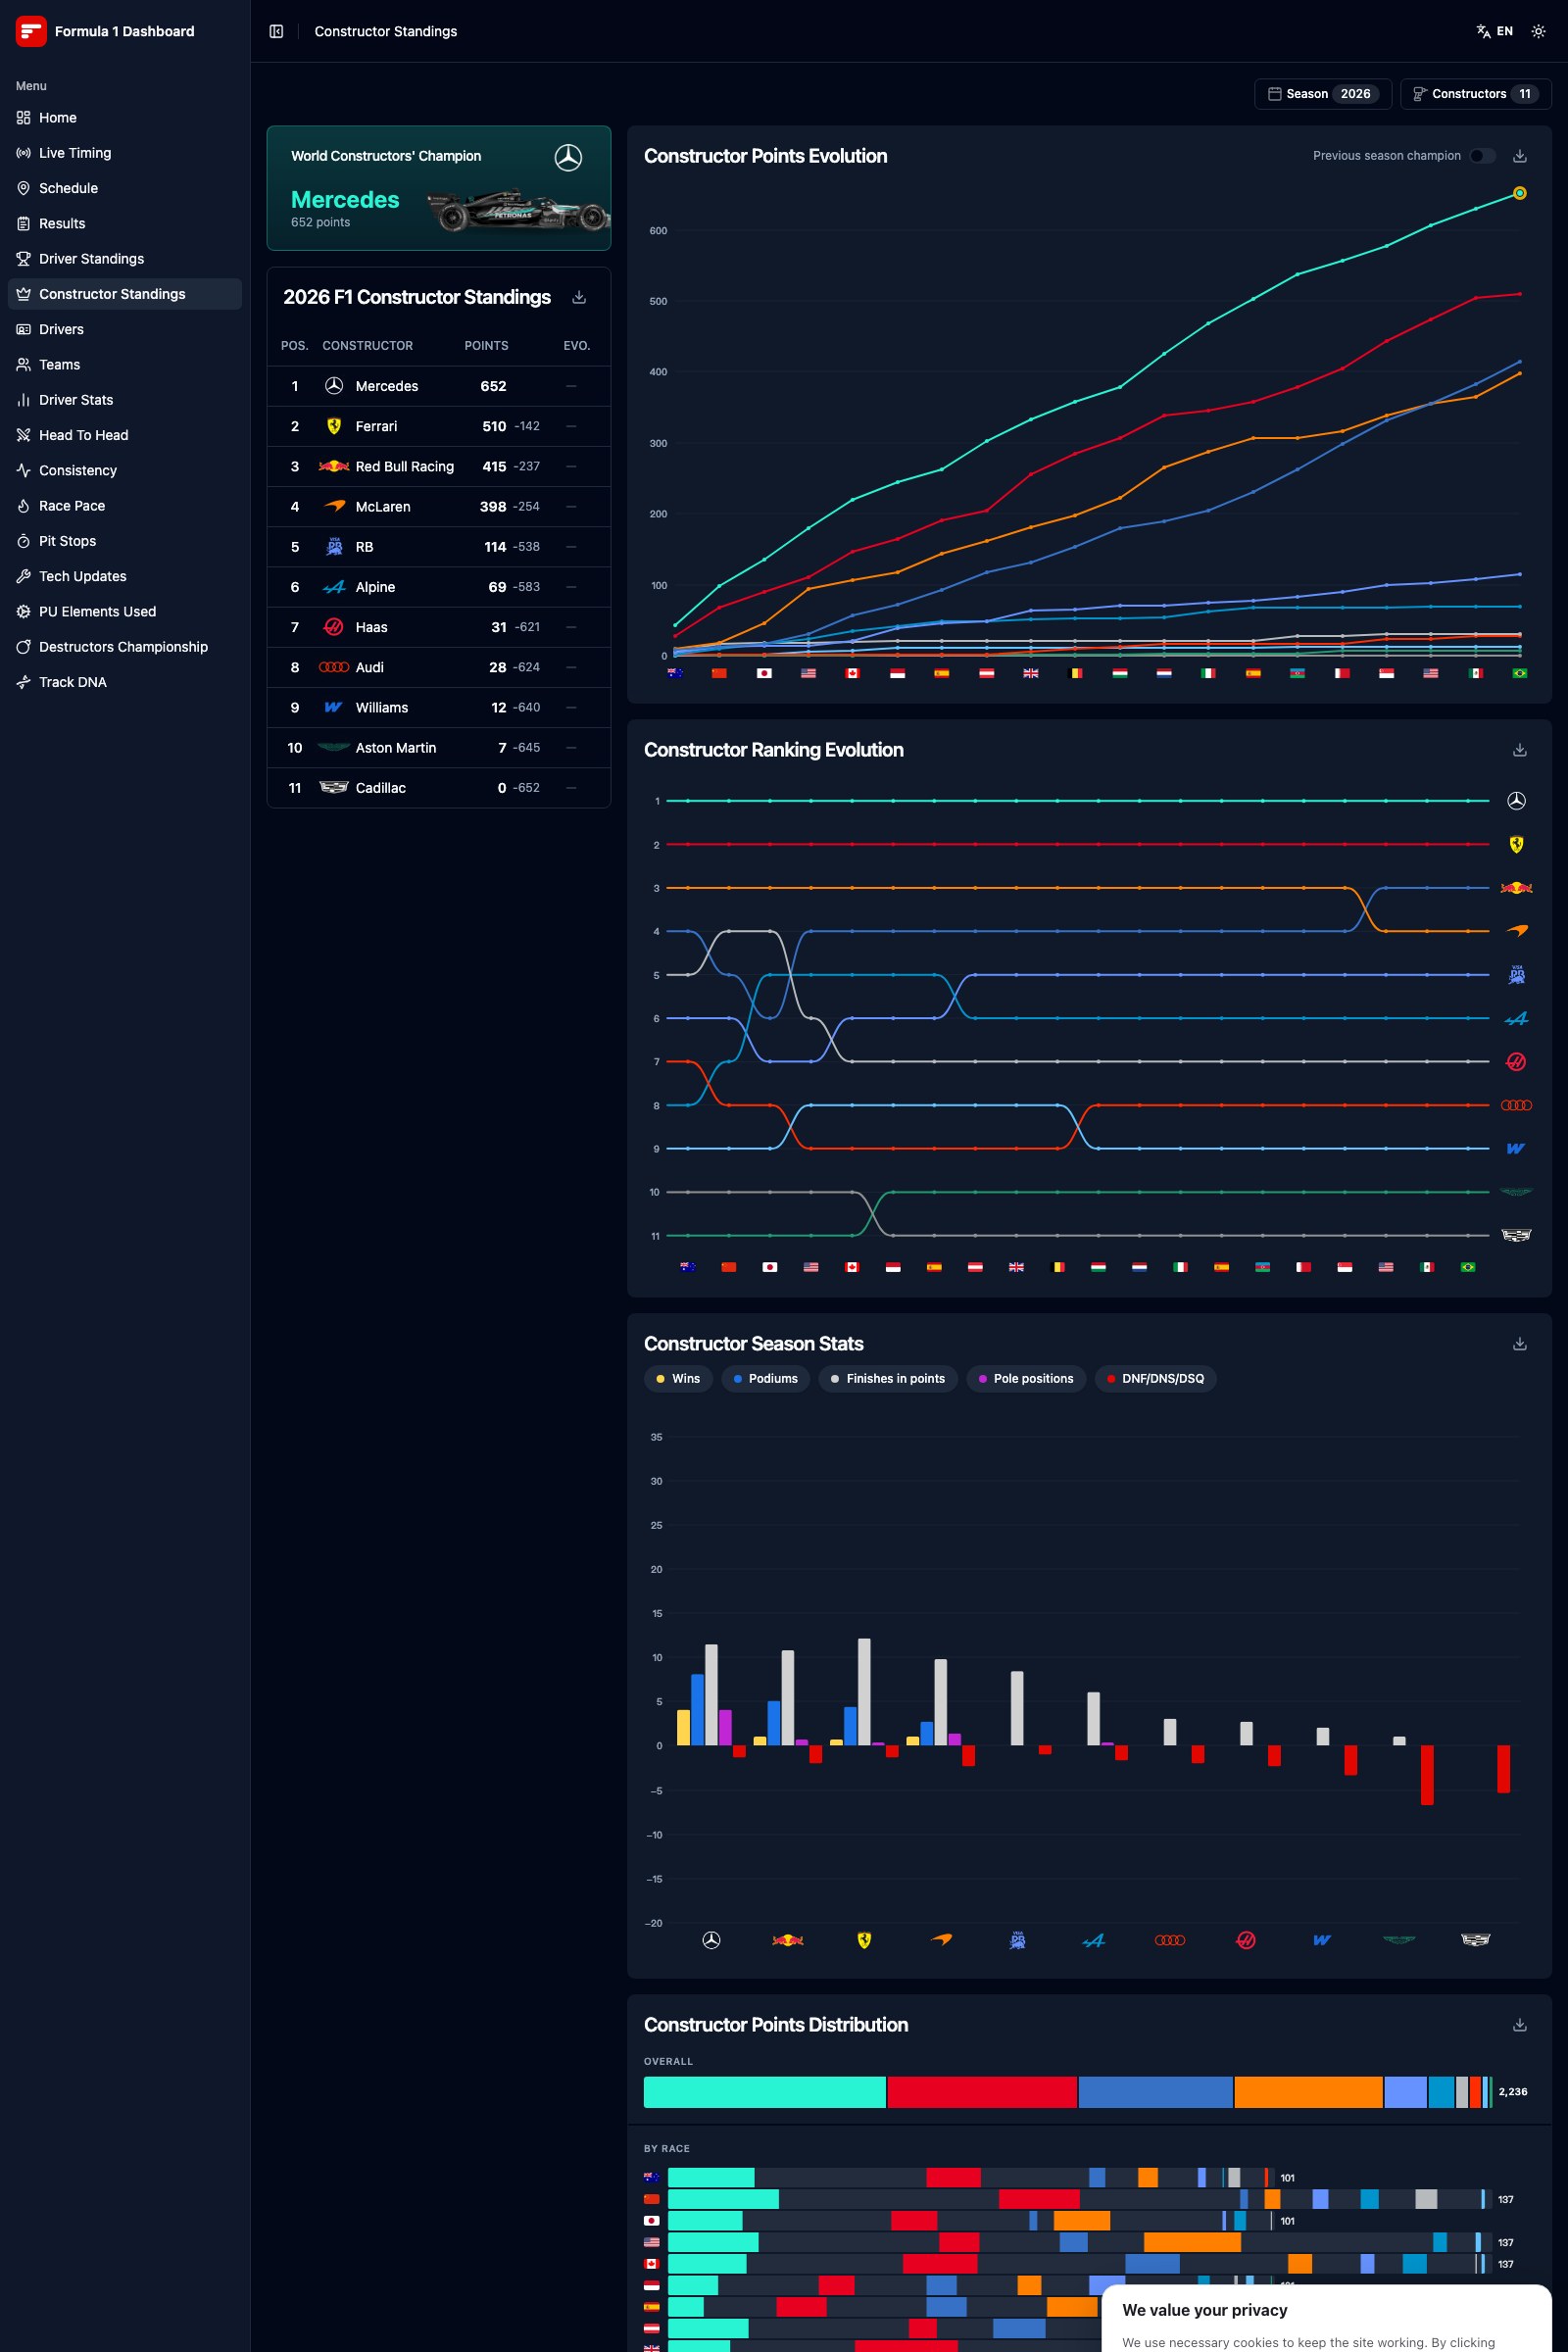 Formula 1 Dashboard
Menu
Home
Live Timing
Schedule
Results
Driver Standings
Constructor Standings
Drivers
Teams
Driver Stats
Head To Head
Consistency
Race Pace
Pit Stops
Tech Updates
PU Elements Used
Destructors Championship
Track DNA
Constructor Standings
EN
Season 2026
Constructors 11
World Constructors' Champion
Mercedes
652 points
PETRONAS
2026 F1 Constructor Standings
POS. CONSTRUCTOR POINTS EVO.
1 Mercedes 652 —
2 Ferrari 510 -142 —
3 Red Bull Racing 415 -237 —
4 McLaren 398 -254 —
5 RB 114 -538 —
6 Alpine 69 -583 —
7 Haas 31 -621 —
8 Audi 28 -624 —
9 Williams 12 -640 —
10 Aston Martin 7 -645 —
11 Cadillac 0 -652 —
Constructor Points Evolution
Previous season champion
600
500
400
300
200
100
0
Constructor Ranking Evolution
1
2
3
4
5
6
7
8
9
10
11
Constructor Season Stats
Wins
Podiums
Finishes in points
Pole positions
DNF/DNS/DSQ
35
30
25
20
15
10
5
0
−5
−10
−15
−20
Constructor Points Distribution
OVERALL
2,236
BY RACE
101
137
101
137
137
We value your privacy
We use necessary cookies to keep the site working. By clicking